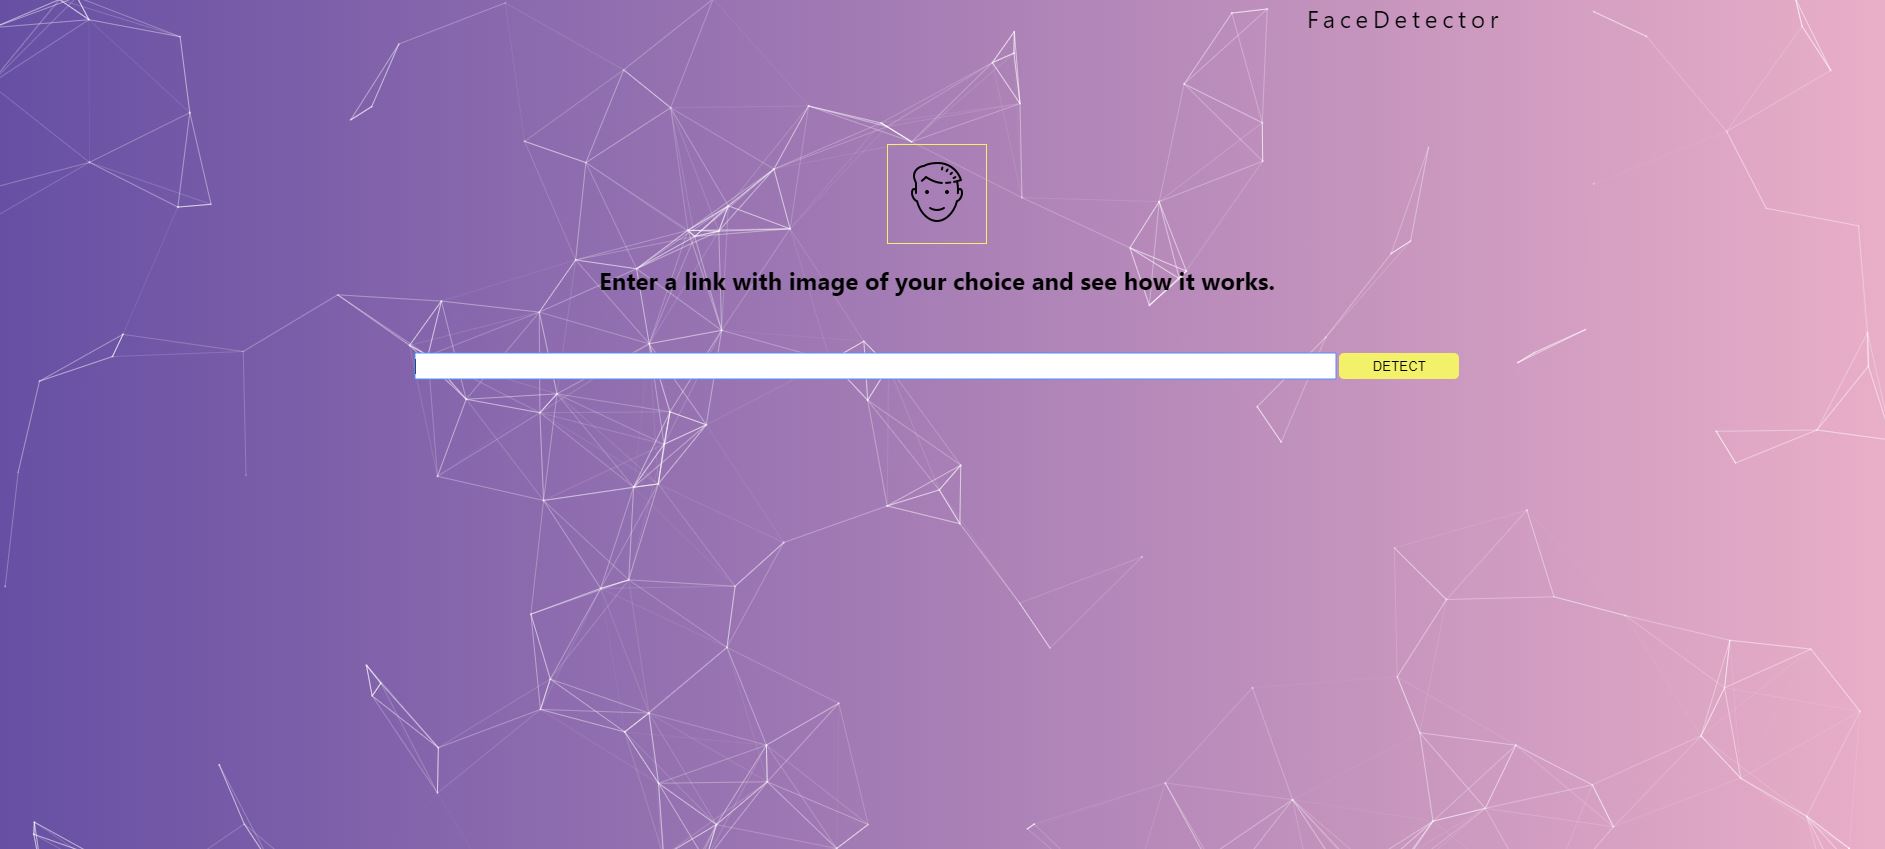 FaceDetector
Enter a link with image of your choice and see how it works.
DETECT